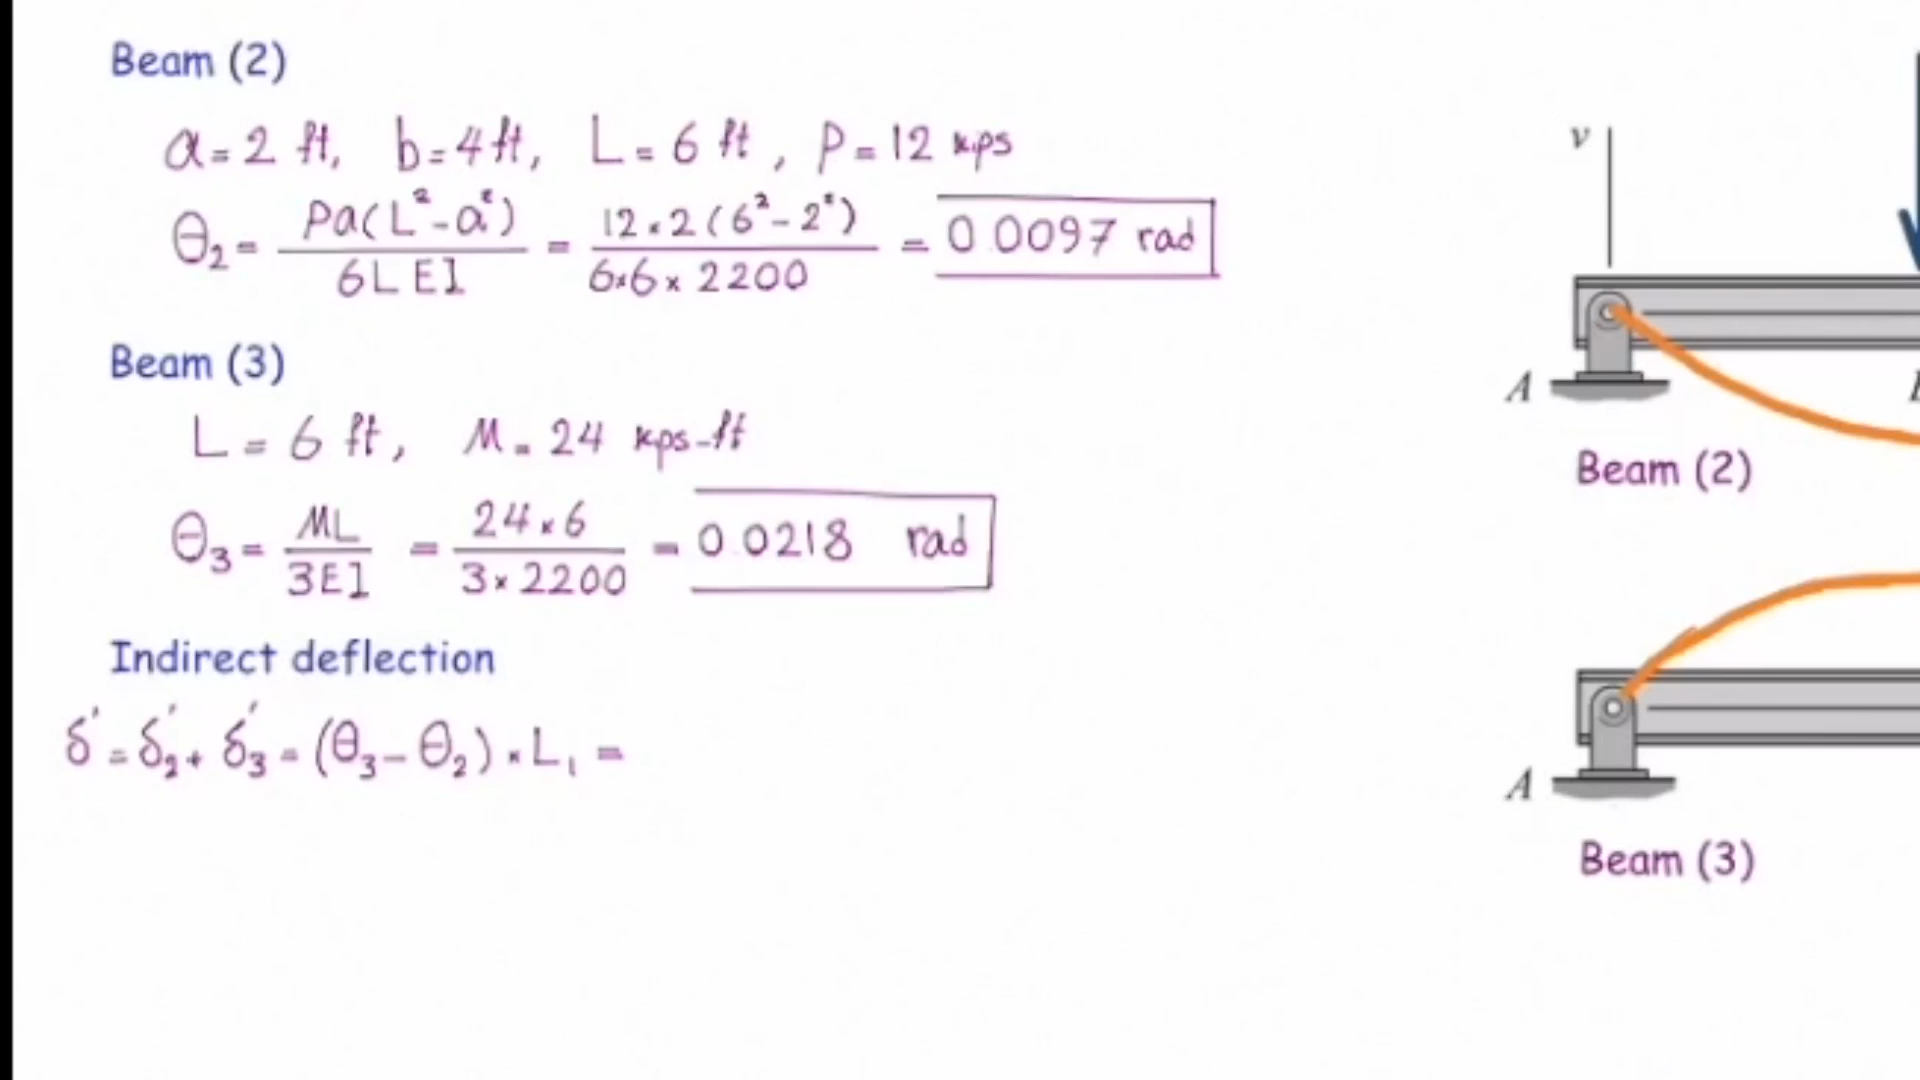 Beam (2)
a = 2 ft, b = 4 ft, L = 6 ft, P = 12 kips
θ₂ = Pa(L² - a²) / 6LEI = 12 × 2 (6² - 2²) / 6 × 6 × 2200 = 0.0097 rad
Beam (3)
L = 6 ft, M = 24 kips-ft
θ₃ = ML / 3EI = 24 × 6 / 3 × 2200 = 0.0218 rad
Indirect deflection
δ' = δ'₂ + δ'₃ = (θ₃ - θ₂) × L₁ =
v
A
Beam (2)
A
Beam (3)